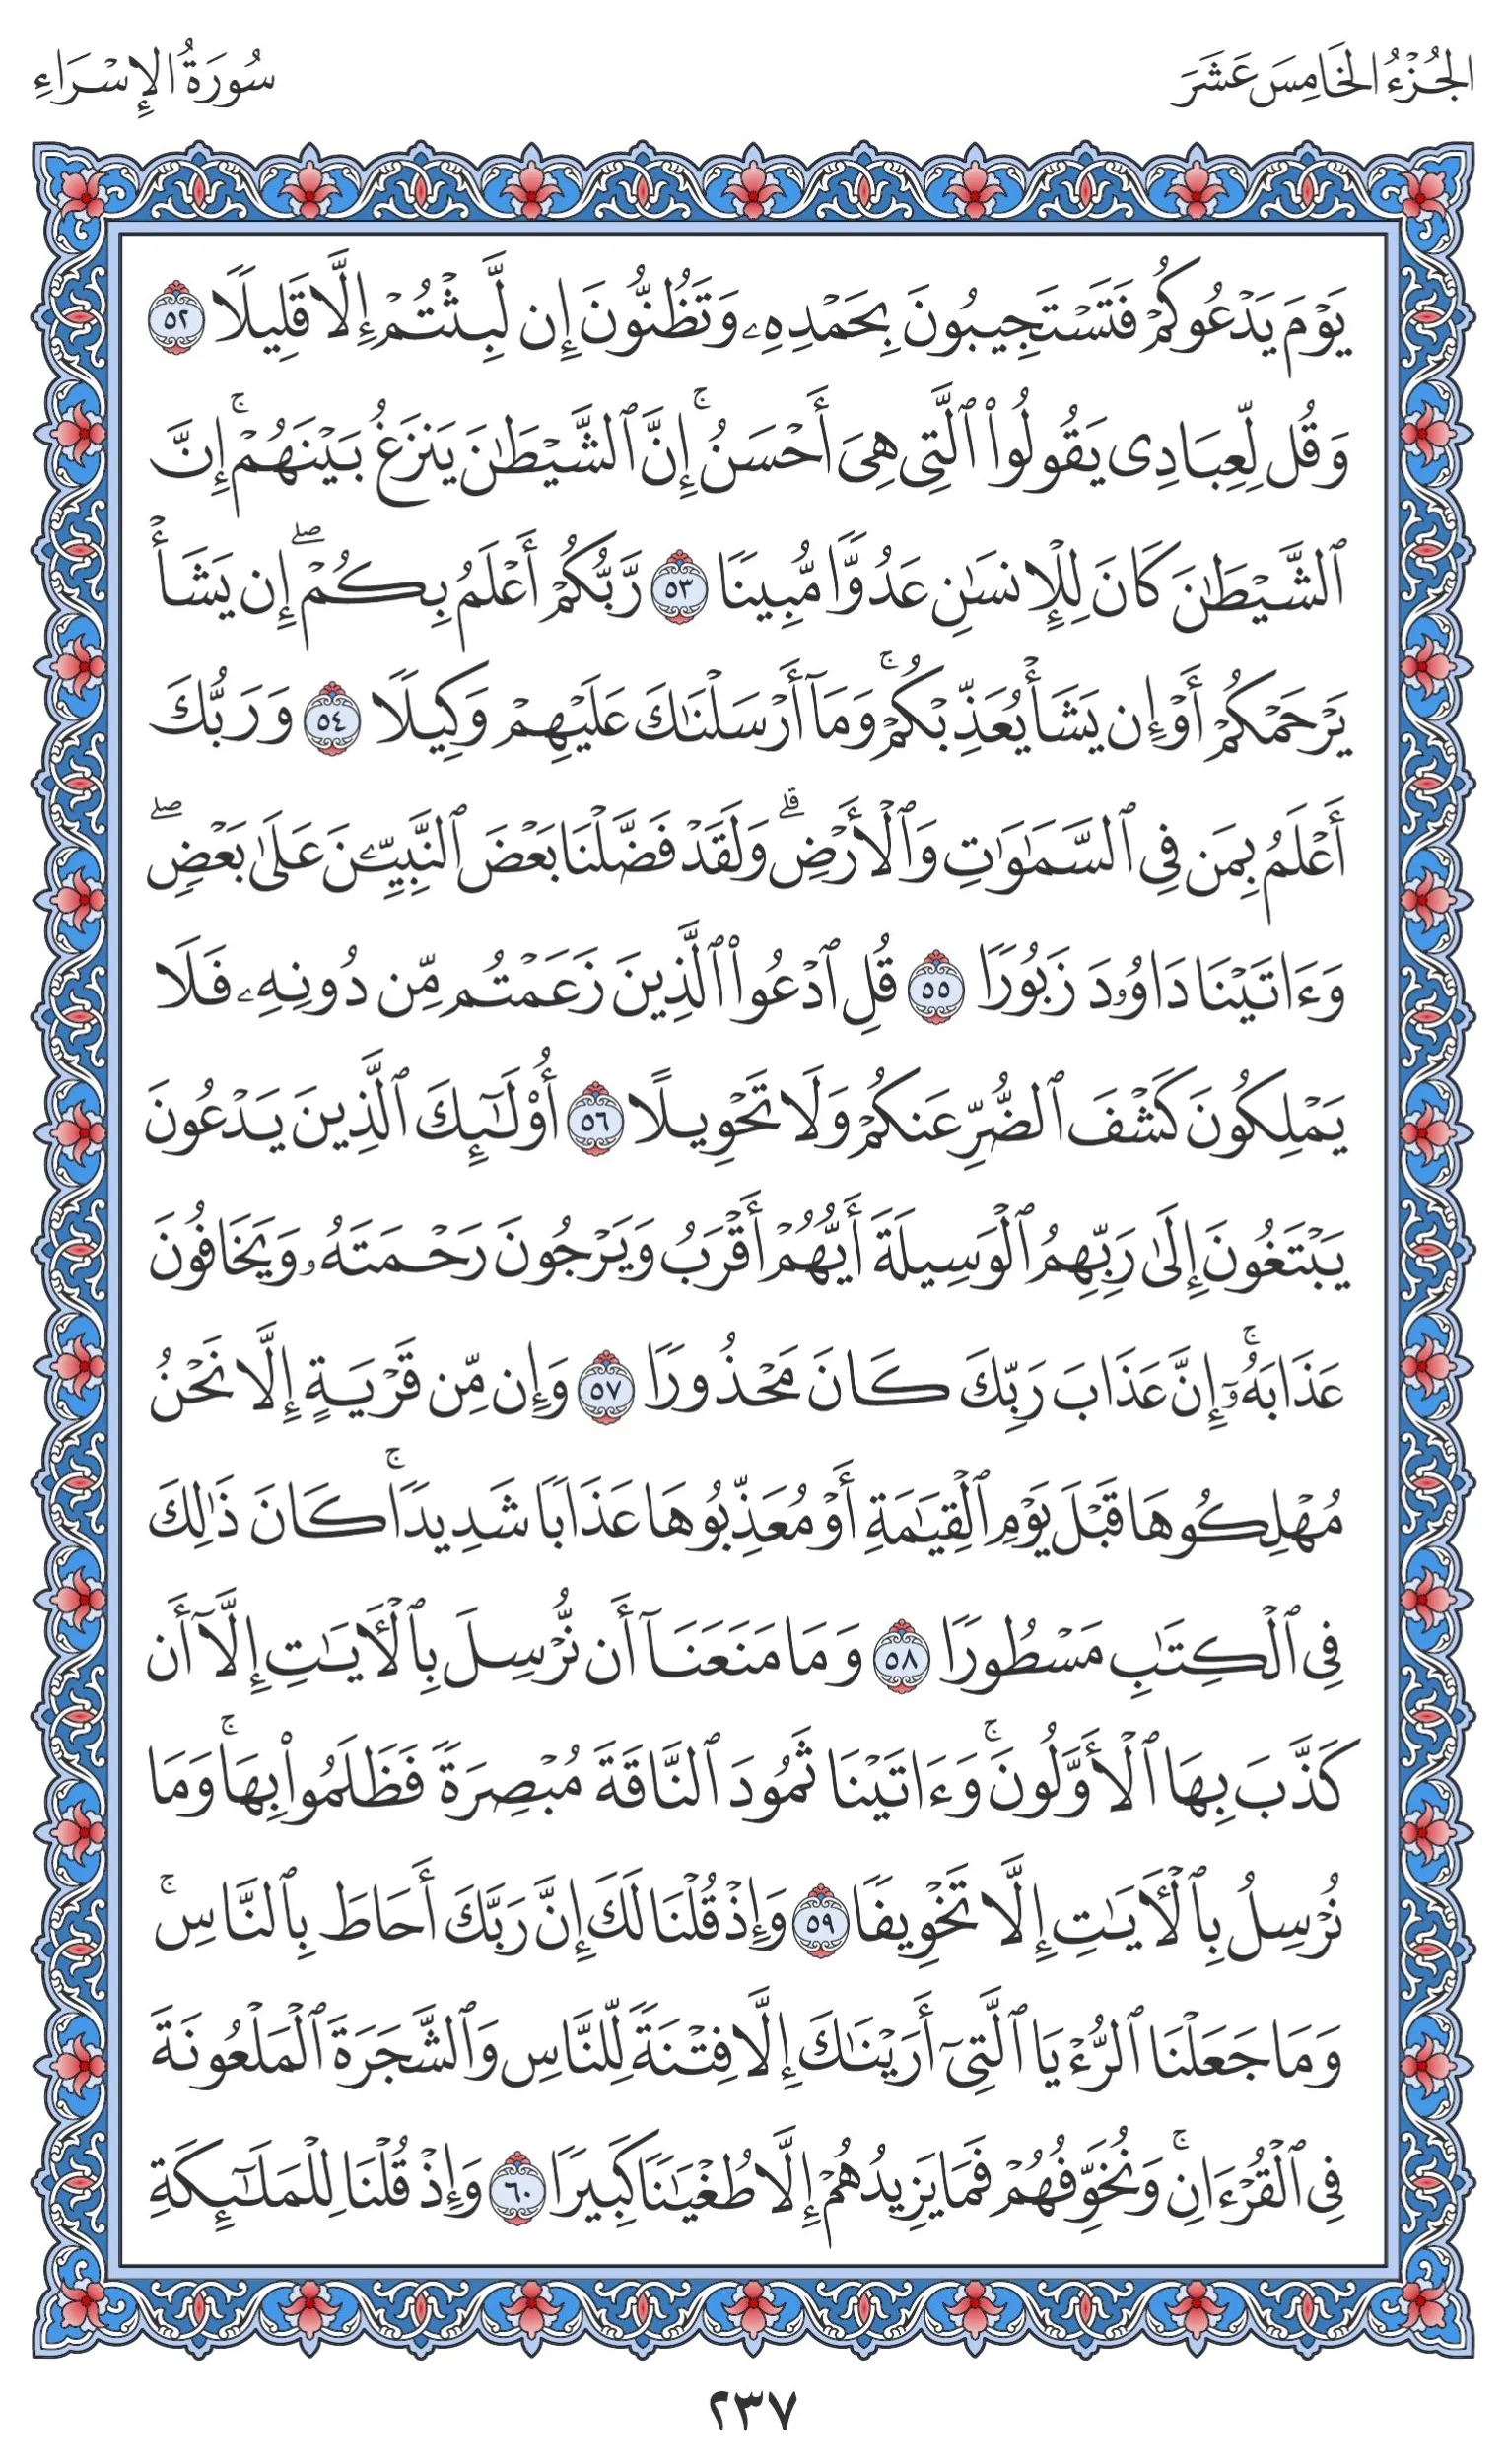 الجُزْءُ الخَامِسَ عَشَرَ
سُورَةُ الإِسْرَاءِ
يَوْمَ يَدْعُوكُمْ فَتَسْتَجِيبُونَ بِحَمْدِهِۦ وَتَظُنُّونَ إِن لَّبِثْتُمْ إِلَّا قَلِيلًا ٥٢
وَقُل لِّعِبَادِى يَقُولُوا۟ ٱلَّتِى هِىَ أَحْسَنُ ۚ إِنَّ ٱلشَّيْطَـٰنَ يَنزَغُ بَيْنَهُمْ ۚ إِنَّ
ٱلشَّيْطَـٰنَ كَانَ لِلْإِنسَـٰنِ عَدُوًّا مُّبِينًا ٥٣ رَّبُّكُمْ أَعْلَمُ بِكُمْ ۖ إِن يَشَأْ
يَرْحَمْكُمْ أَوْ إِن يَشَأْ يُعَذِّبْكُمْ ۚ وَمَآ أَرْسَلْنَـٰكَ عَلَيْهِمْ وَكِيلًا ٥٤ وَرَبُّكَ
أَعْلَمُ بِمَن فِى ٱلسَّمَـٰوَٰتِ وَٱلْأَرْضِ ۗ وَلَقَدْ فَضَّلْنَا بَعْضَ ٱلنَّبِيِّـۧنَ عَلَىٰ بَعْضٍ ۖ
وَءَاتَيْنَا دَاوُۥدَ زَبُورًا ٥٥ قُلِ ٱدْعُوا۟ ٱلَّذِينَ زَعَمْتُم مِّن دُونِهِۦ فَلَا
يَمْلِكُونَ كَشْفَ ٱلضُّرِّ عَنكُمْ وَلَا تَحْوِيلًا ٥٦ أُو۟لَـٰٓئِكَ ٱلَّذِينَ يَدْعُونَ
يَبْتَغُونَ إِلَىٰ رَبِّهِمُ ٱلْوَسِيلَةَ أَيُّهُمْ أَقْرَبُ وَيَرْجُونَ رَحْمَتَهُۥ وَيَخَافُونَ
عَذَابَهُۥٓ ۚ إِنَّ عَذَابَ رَبِّكَ كَانَ مَحْذُورًا ٥٧ وَإِن مِّن قَرْيَةٍ إِلَّا نَحْنُ
مُهْلِكُوهَا قَبْلَ يَوْمِ ٱلْقِيَـٰمَةِ أَوْ مُعَذِّبُوهَا عَذَابًا شَدِيدًا ۚ كَانَ ذَٰلِكَ
فِى ٱلْكِتَـٰبِ مَسْطُورًا ٥٨ وَمَا مَنَعَنَآ أَن نُّرْسِلَ بِٱلْـَٔايَـٰتِ إِلَّآ أَن
كَذَّبَ بِهَا ٱلْأَوَّلُونَ ۚ وَءَاتَيْنَا ثَمُودَ ٱلنَّاقَةَ مُبْصِرَةً فَظَلَمُوا۟ بِهَا ۚ وَمَا
نُرْسِلُ بِٱلْـَٔايَـٰتِ إِلَّا تَخْوِيفًا ٥٩ وَإِذْ قُلْنَا لَكَ إِنَّ رَبَّكَ أَحَاطَ بِٱلنَّاسِ ۚ
وَمَا جَعَلْنَا ٱلرُّءْيَا ٱلَّتِىٓ أَرَيْنَـٰكَ إِلَّا فِتْنَةً لِّلنَّاسِ وَٱلشَّجَرَةَ ٱلْمَلْعُونَةَ
فِى ٱلْقُرْءَانِ ۚ وَنُخَوِّفُهُمْ فَمَا يَزِيدُهُمْ إِلَّا طُغْيَـٰنًا كَبِيرًا ٦٠ وَإِذْ قُلْنَا لِلْمَلَـٰٓئِكَةِ
٢٣٧